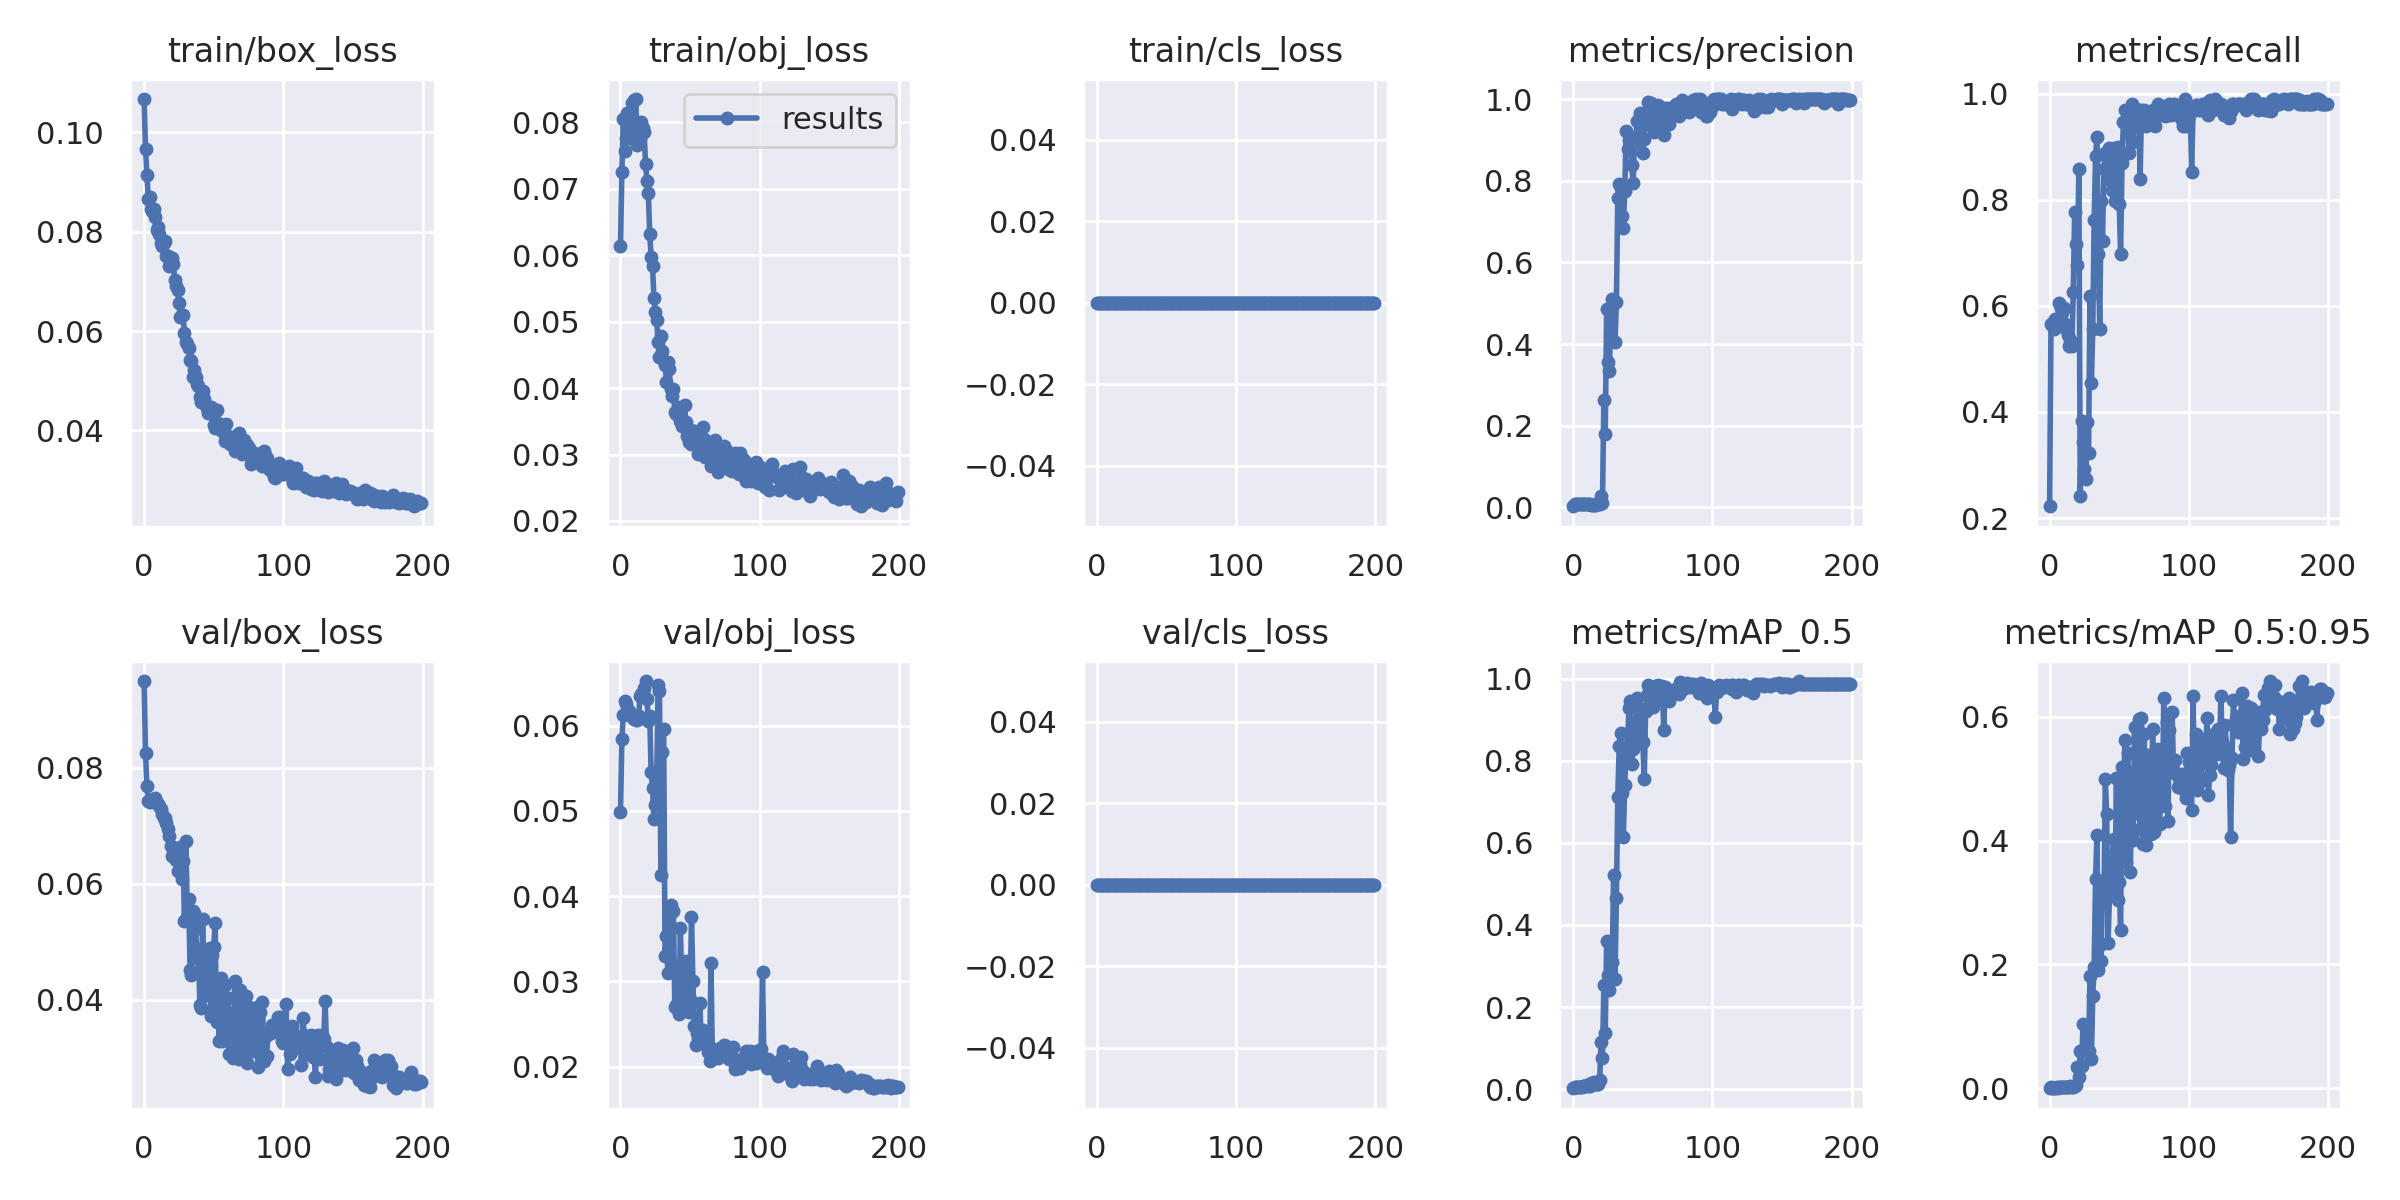 train/box_loss
0.10
0.08
0.06
0.04
0 100 200
train/obj_loss
results
0.08
0.07
0.06
0.05
0.04
0.03
0.02
0 100 200
train/cls_loss
0.04
0.02
0.00
−0.02
−0.04
0 100 200
metrics/precision
1.0
0.8
0.6
0.4
0.2
0.0
0 100 200
metrics/recall
1.0
0.8
0.6
0.4
0.2
0 100 200
val/box_loss
0.08
0.06
0.04
0 100 200
val/obj_loss
0.06
0.05
0.04
0.03
0.02
0 100 200
val/cls_loss
0.04
0.02
0.00
−0.02
−0.04
0 100 200
metrics/mAP_0.5
1.0
0.8
0.6
0.4
0.2
0.0
0 100 200
metrics/mAP_0.5:0.95
0.6
0.4
0.2
0.0
0 100 200